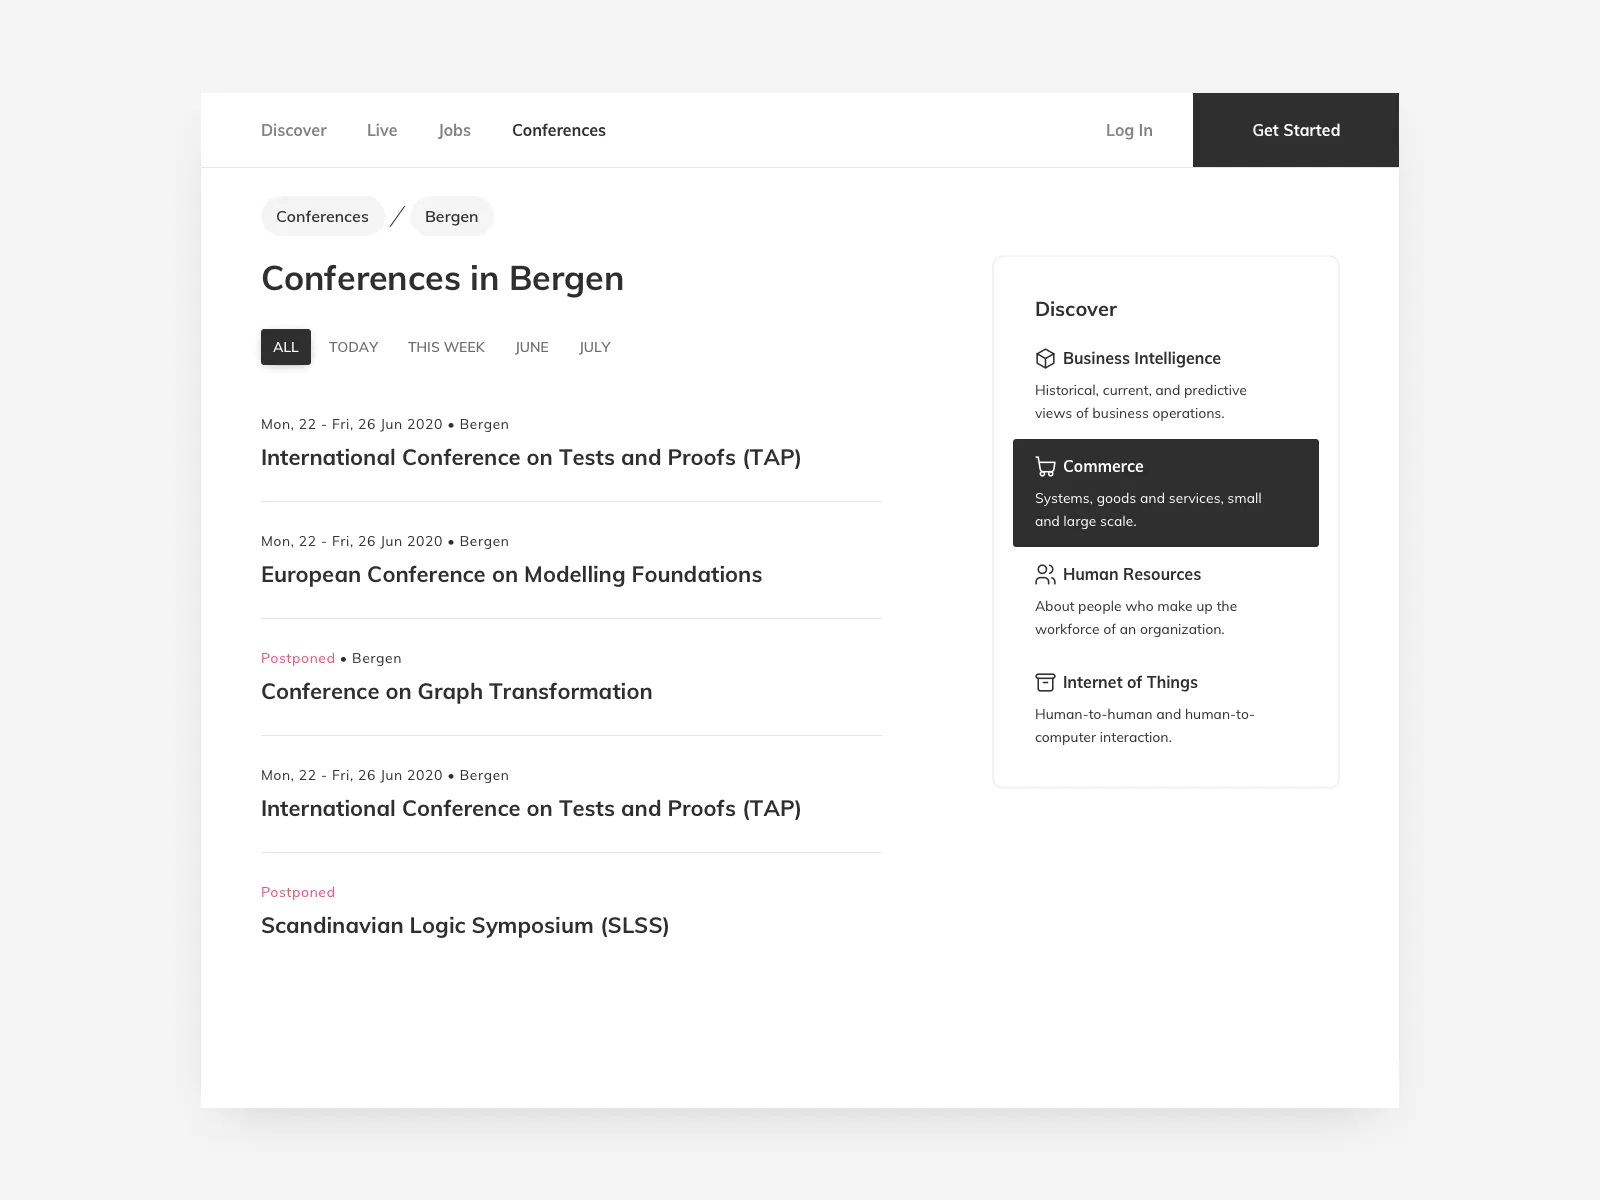 Discover Live Jobs Conferences Log In Get Started
Conferences / Bergen
Conferences in Bergen
ALL TODAY THIS WEEK JUNE JULY
Mon, 22 - Fri, 26 Jun 2020 • Bergen
International Conference on Tests and Proofs (TAP)
Mon, 22 - Fri, 26 Jun 2020 • Bergen
European Conference on Modelling Foundations
Postponed • Bergen
Conference on Graph Transformation
Mon, 22 - Fri, 26 Jun 2020 • Bergen
International Conference on Tests and Proofs (TAP)
Postponed
Scandinavian Logic Symposium (SLSS)
Discover
Business Intelligence
Historical, current, and predictive
views of business operations.
Commerce
Systems, goods and services, small
and large scale.
Human Resources
About people who make up the
workforce of an organization.
Internet of Things
Human-to-human and human-to-
computer interaction.